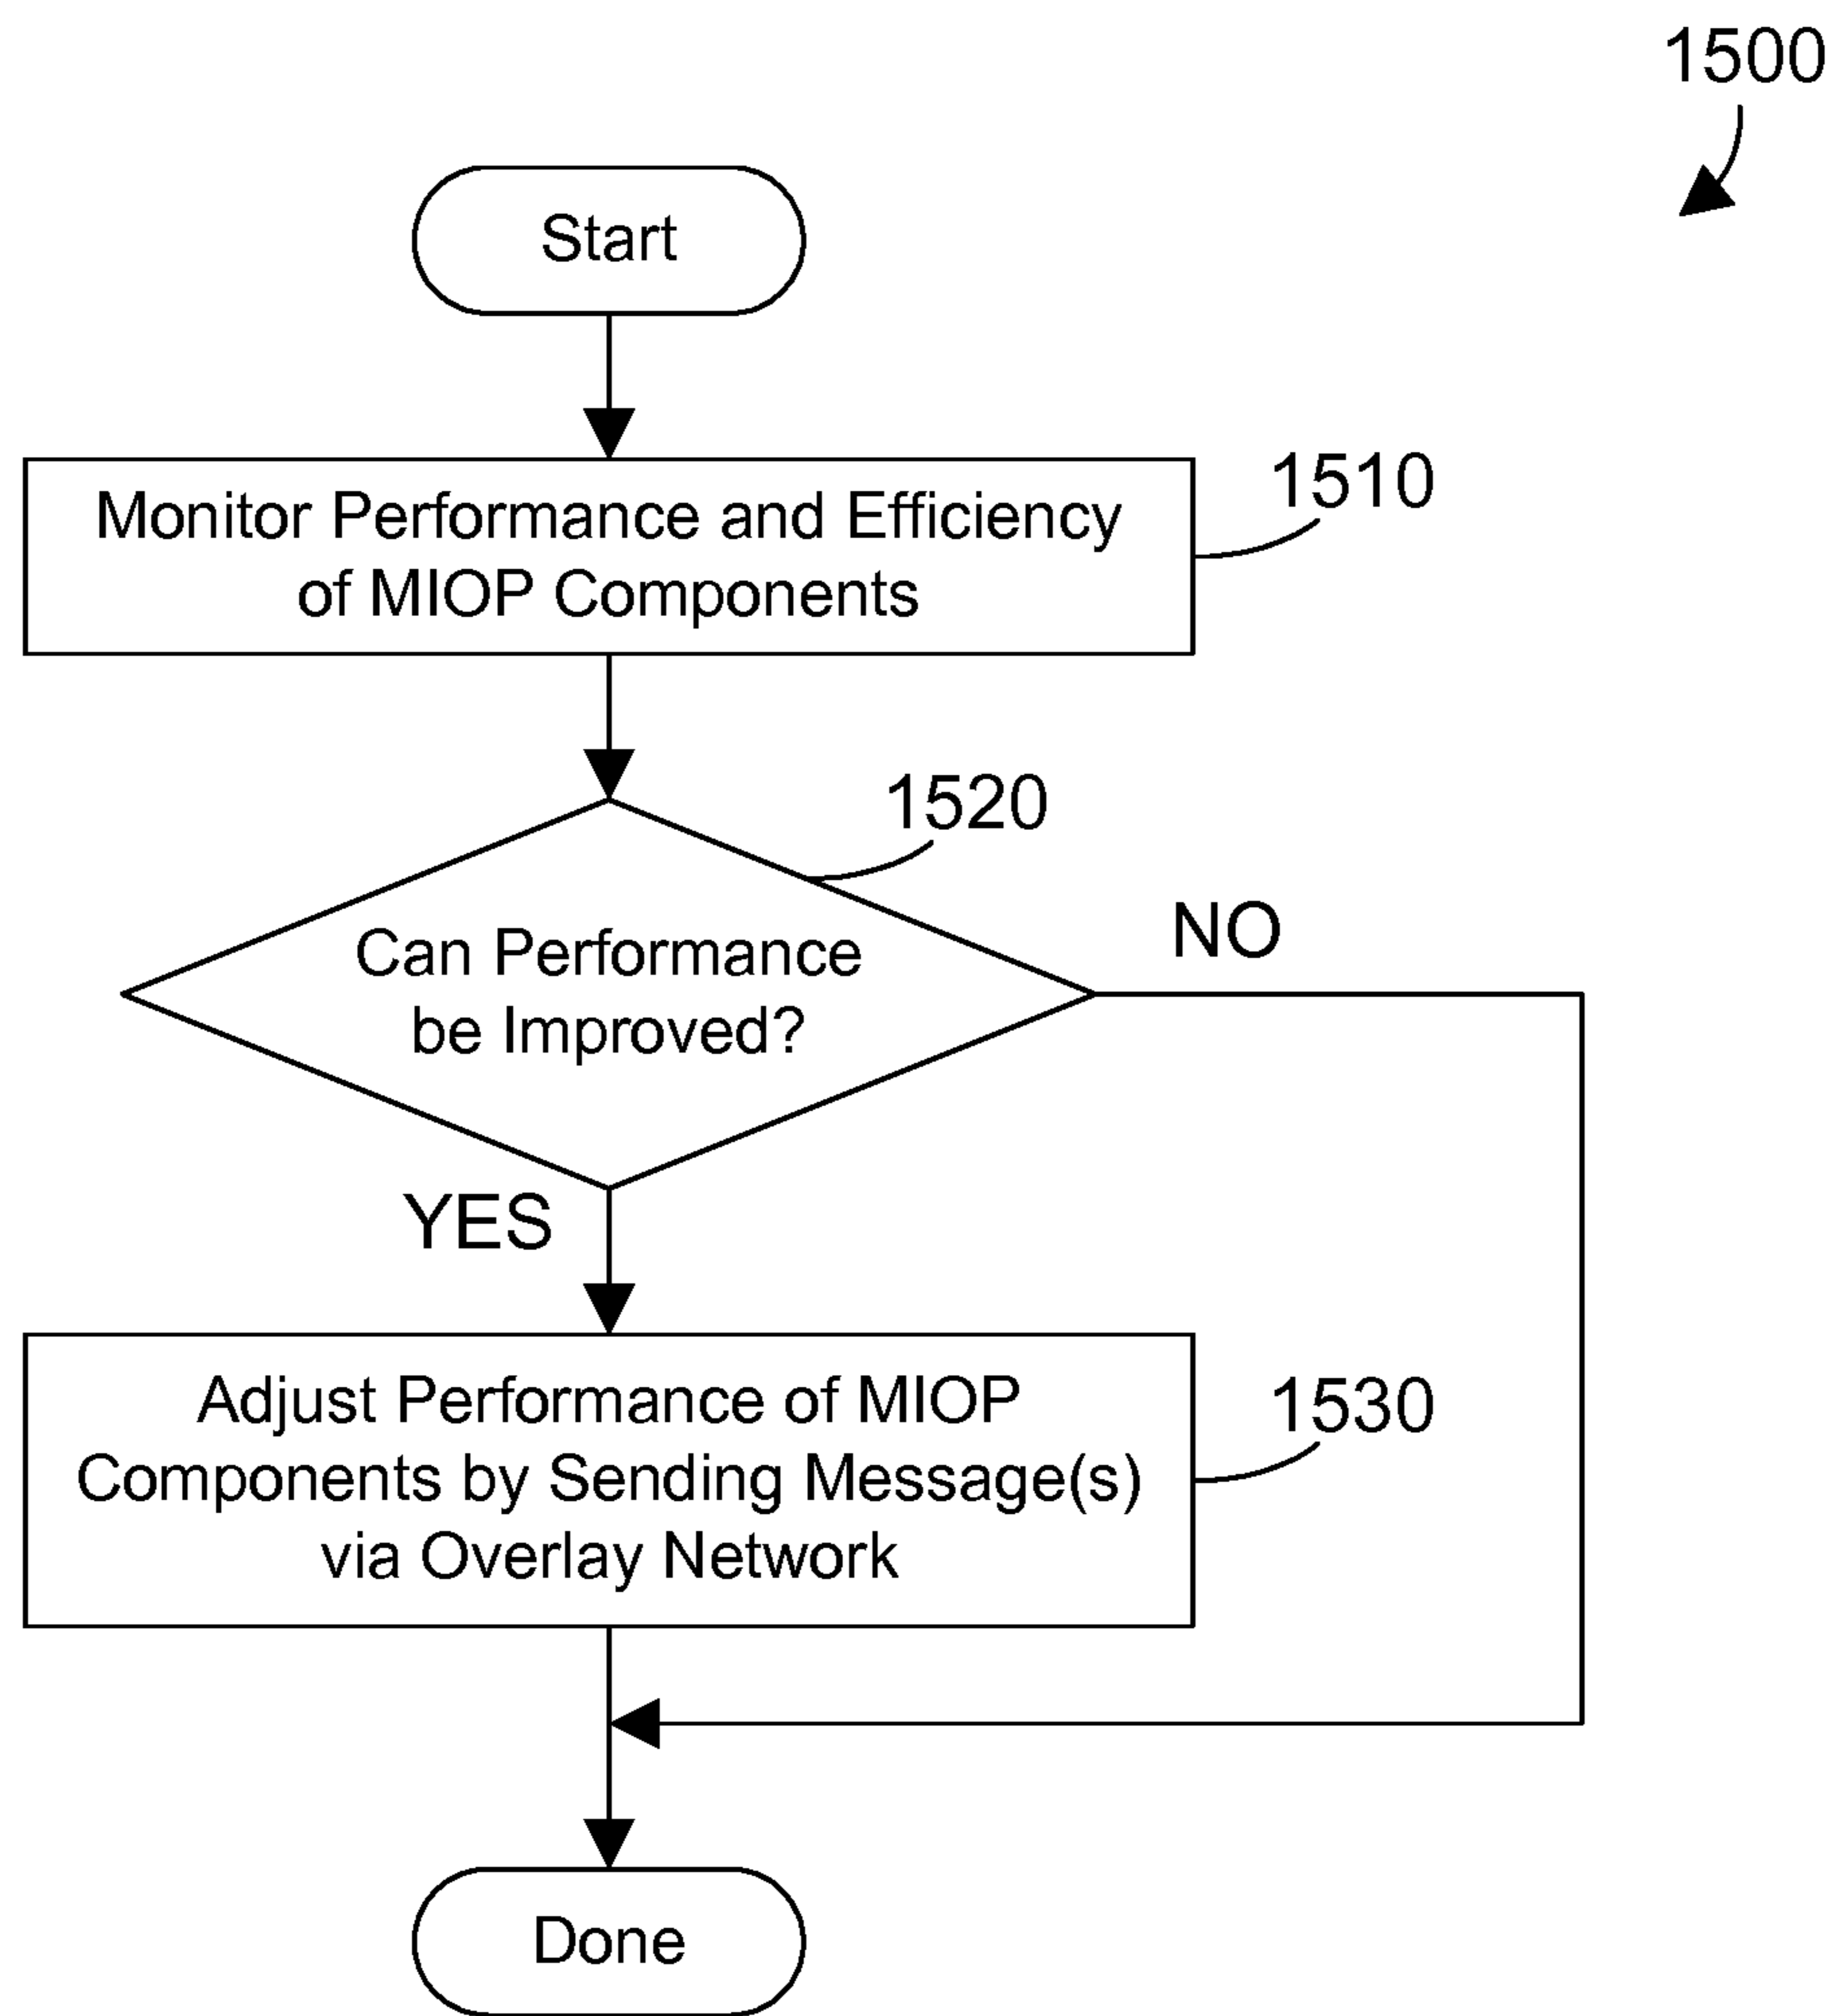 1500
Start
Monitor Performance and Efficiency
of MIOP Components
1510
1520
Can Performance
be Improved?
NO
YES
Adjust Performance of MIOP
Components by Sending Message(s)
via Overlay Network
1530
Done